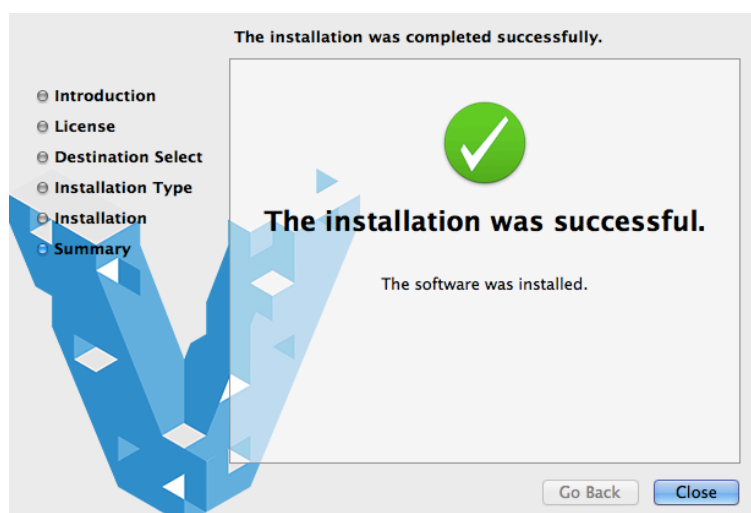 The installation was completed successfully.
Introduction
License
Destination Select
Installation Type
Installation
Summary
The installation was successful.
The software was installed.
Go Back
Close